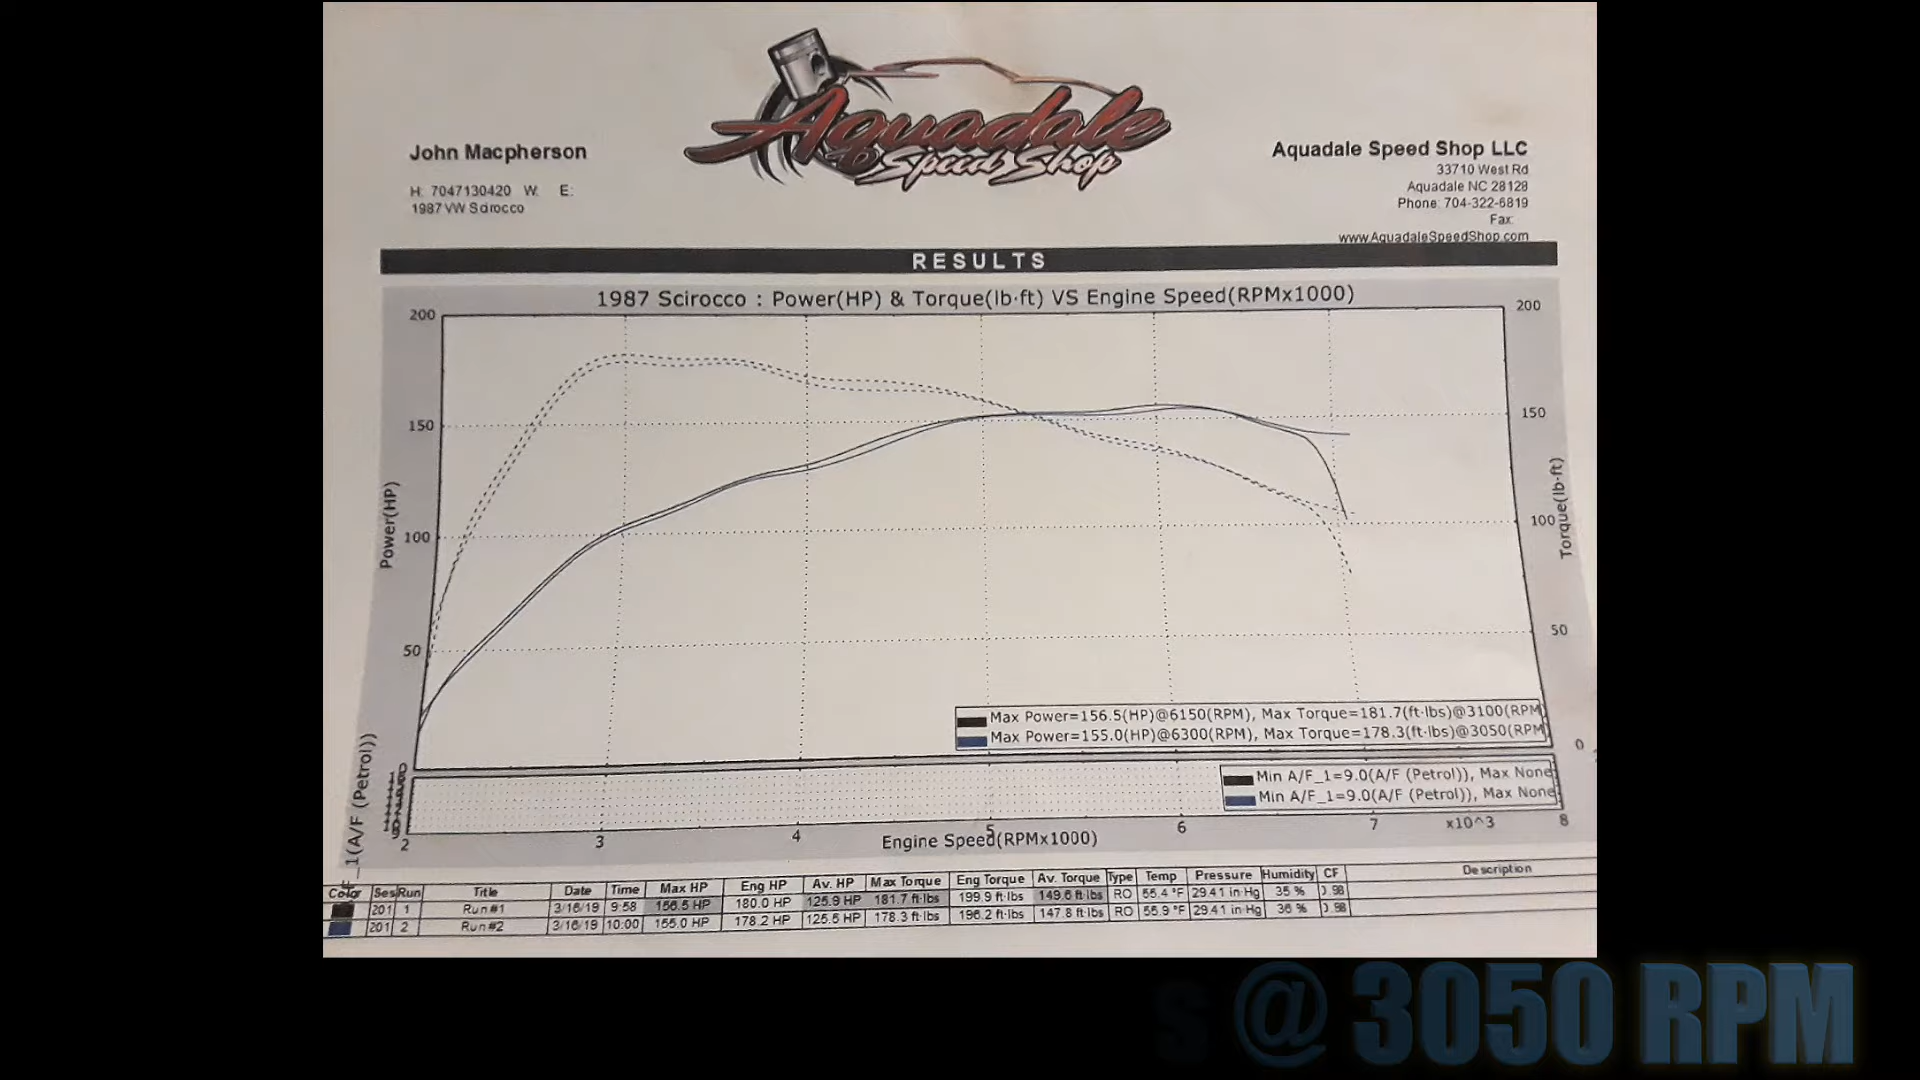 Aquadale
Speed Shop
John Macpherson
H: 7047130420 W: E:
1987 VW Scirocco
Aquadale Speed Shop LLC
33710 West Rd
Aquadale NC 28128
Phone: 704-322-6819
Fax:
www.AquadaleSpeedShop.com
RESULTS
1987 Scirocco : Power(HP) & Torque(lb·ft) VS Engine Speed(RPMx1000)
200 200
150 150
100 100
50 50
0 0
Power(HP)
Torque(lb·ft)
Max Power=156.5(HP)@6150(RPM), Max Torque=181.7(ft·lbs)@3100(RPM)
Max Power=155.0(HP)@6300(RPM), Max Torque=178.3(ft·lbs)@3050(RPM)
_1(A/F (Petrol))
Min A/F_1=9.0(A/F (Petrol)), Max None
Min A/F_1=9.0(A/F (Petrol)), Max None
2 3 4 5 6 7 x10^3 8
Engine Speed(RPMx1000)
Color Ses Run Title Date Time Max HP Eng HP Av. HP Max Torque Eng Torque Av. Torque Type Temp Pressure Humidity CF Description
201 1 Run#1 3/16/19 9:58 156.5 HP 180.0 HP 125.9 HP 181.7 ft·lbs 199.9 ft·lbs 149.6 ft·lbs RO 55.4 °F 29.41 in·Hg 35 % 0.98
201 2 Run#2 3/16/19 10:00 155.0 HP 178.2 HP 125.5 HP 178.3 ft·lbs 196.2 ft·lbs 147.8 ft·lbs RO 55.9 °F 29.41 in·Hg 36 % 0.98
S @ 3050 RPM